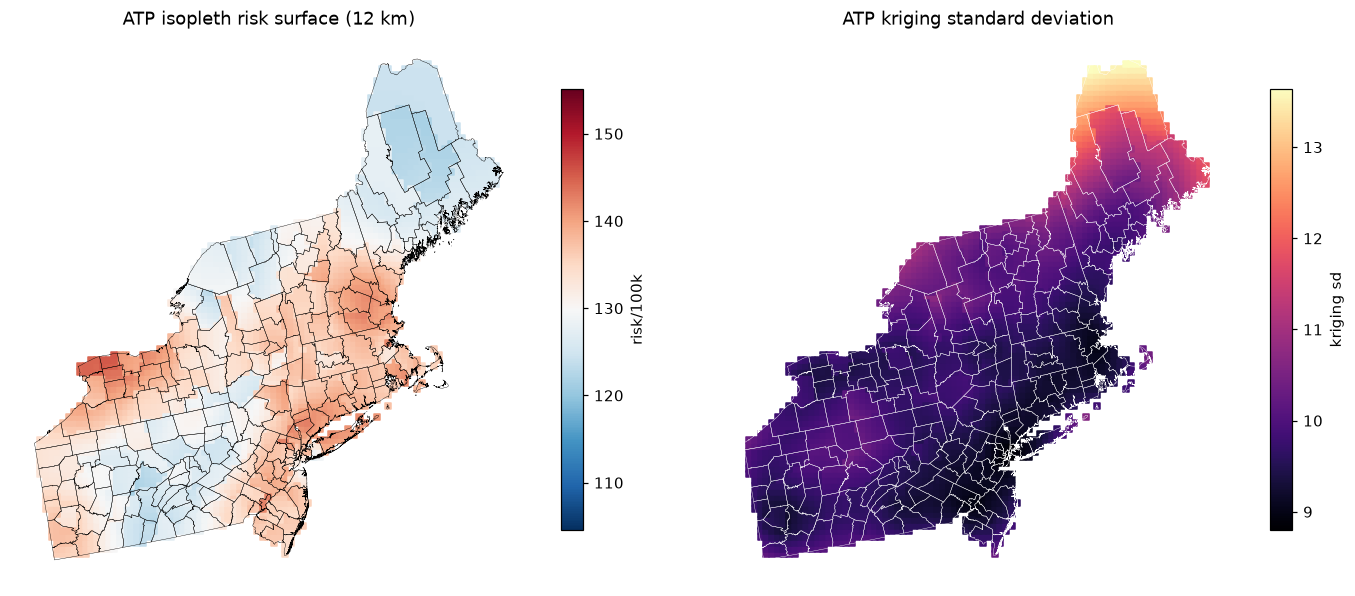 ATP isopleth risk surface (12 km)
150
140
130
120
110
risk/100k
ATP kriging standard deviation
13
12
11
10
9
kriging sd